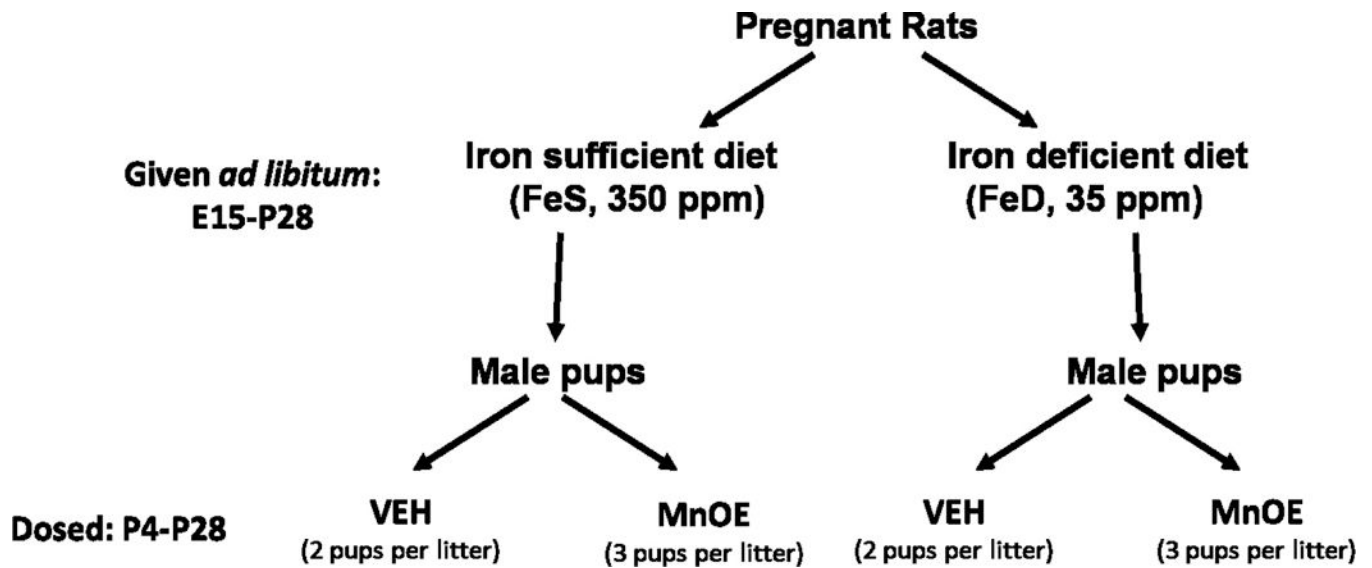 Pregnant Rats
Given ad libitum:
E15-P28
Iron sufficient diet
(FeS, 350 ppm)
Iron deficient diet
(FeD, 35 ppm)
Male pups
Male pups
Dosed: P4-P28
VEH
(2 pups per litter)
MnOE
(3 pups per litter)
VEH
(2 pups per litter)
MnOE
(3 pups per litter)